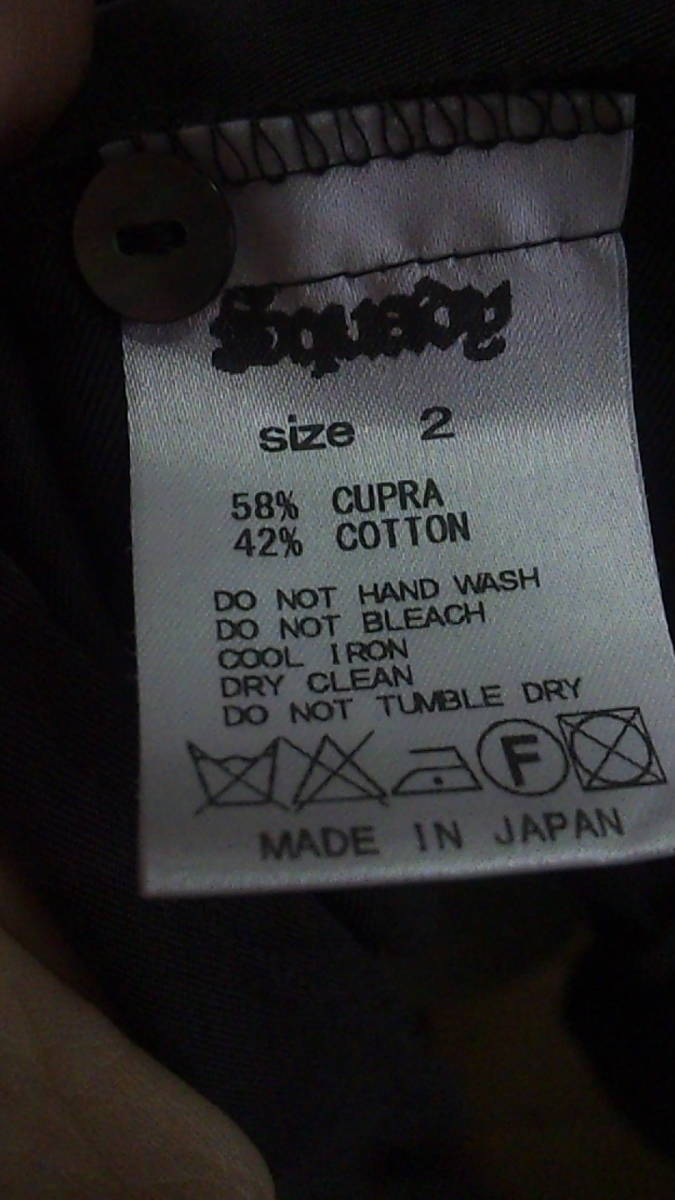 Squady
size 2
58% CUPRA
42% COTTON
DO NOT HAND WASH
DO NOT BLEACH
COOL IRON
DRY CLEAN
DO NOT TUMBLE DRY
F
MADE IN JAPAN